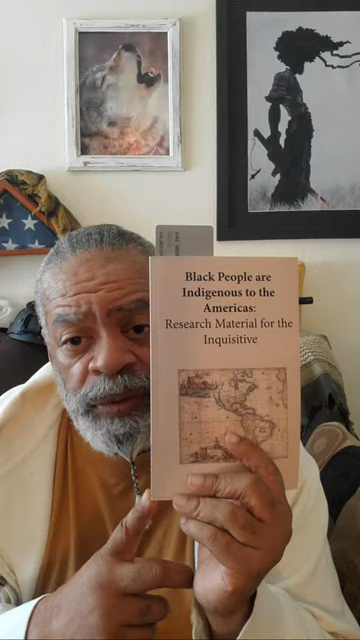 Black People are
Indigenous to the
Americas:
Research Material for the
Inquisitive